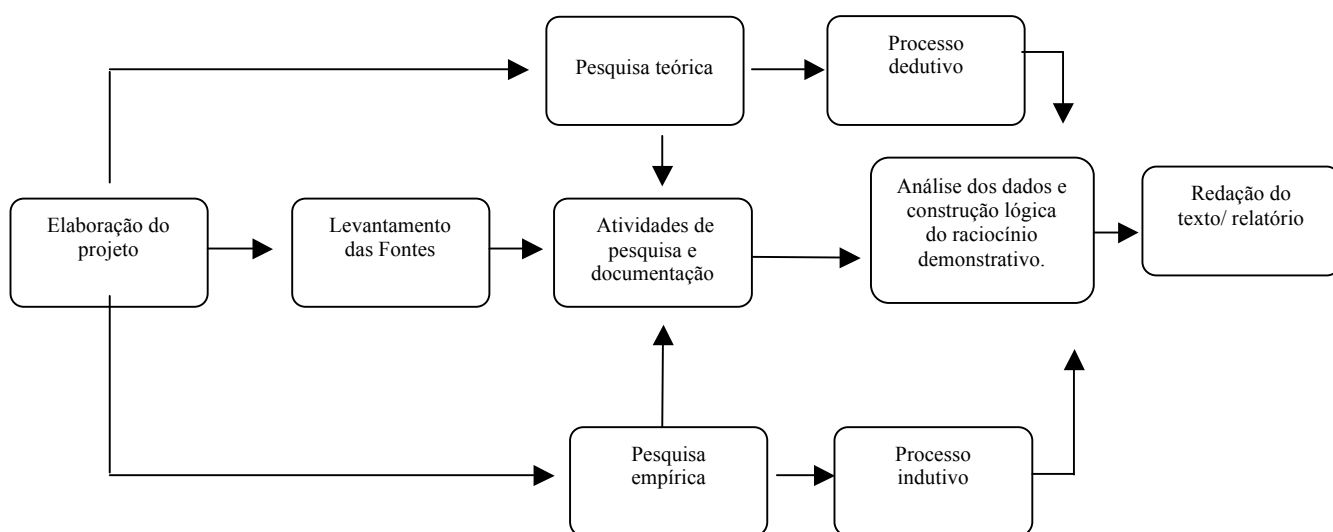 Pesquisa teórica
Processo
dedutivo
Elaboração do
projeto
Levantamento
das Fontes
Atividades de
pesquisa e
documentação
Análise dos dados e
construção lógica
do raciocínio
demonstrativo.
Redação do
texto/ relatório
Pesquisa
empírica
Processo
indutivo